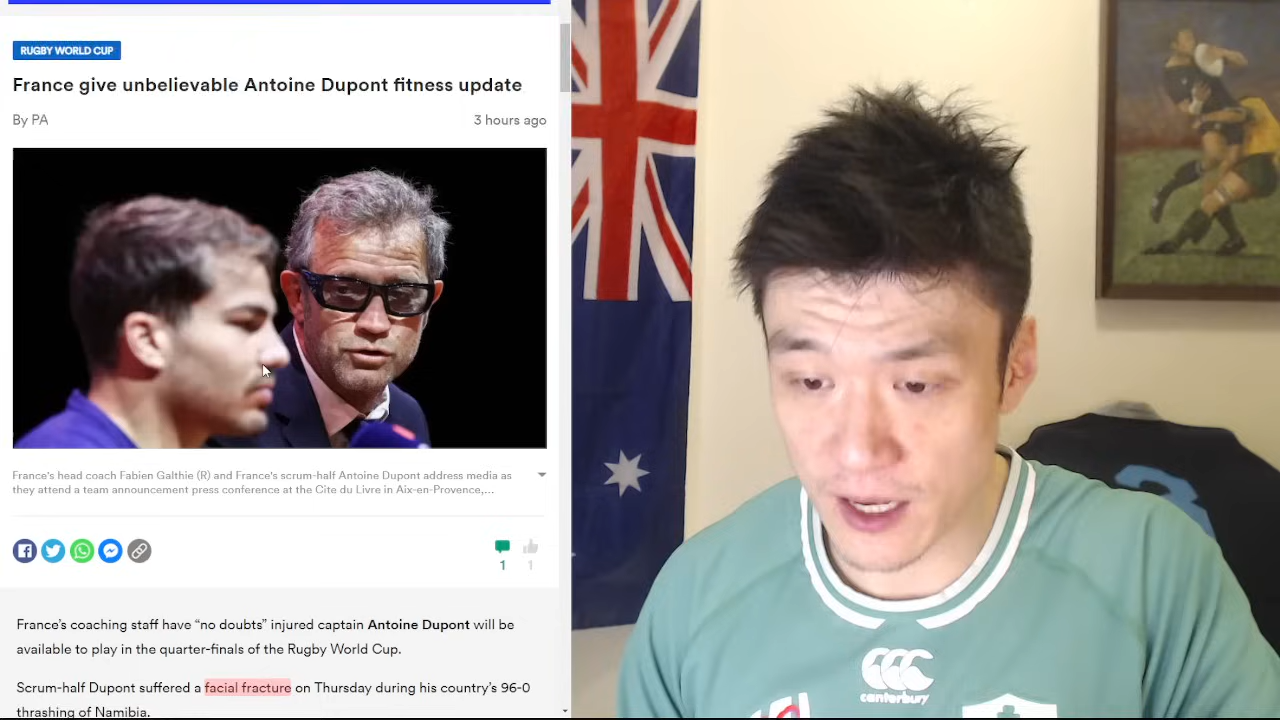 RUGBY WORLD CUP
France give unbelievable Antoine Dupont fitness update
By PA
3 hours ago
France's head coach Fabien Galthie (R) and France's scrum-half Antoine Dupont address media as
they attend a team announcement press conference at the Cite du Livre in Aix-en-Provence,...
1
1
France's coaching staff have “no doubts” injured captain Antoine Dupont will be
available to play in the quarter-finals of the Rugby World Cup.
Scrum-half Dupont suffered a facial fracture on Thursday during his country's 96-0
thrashing of Namibia.
canterbury